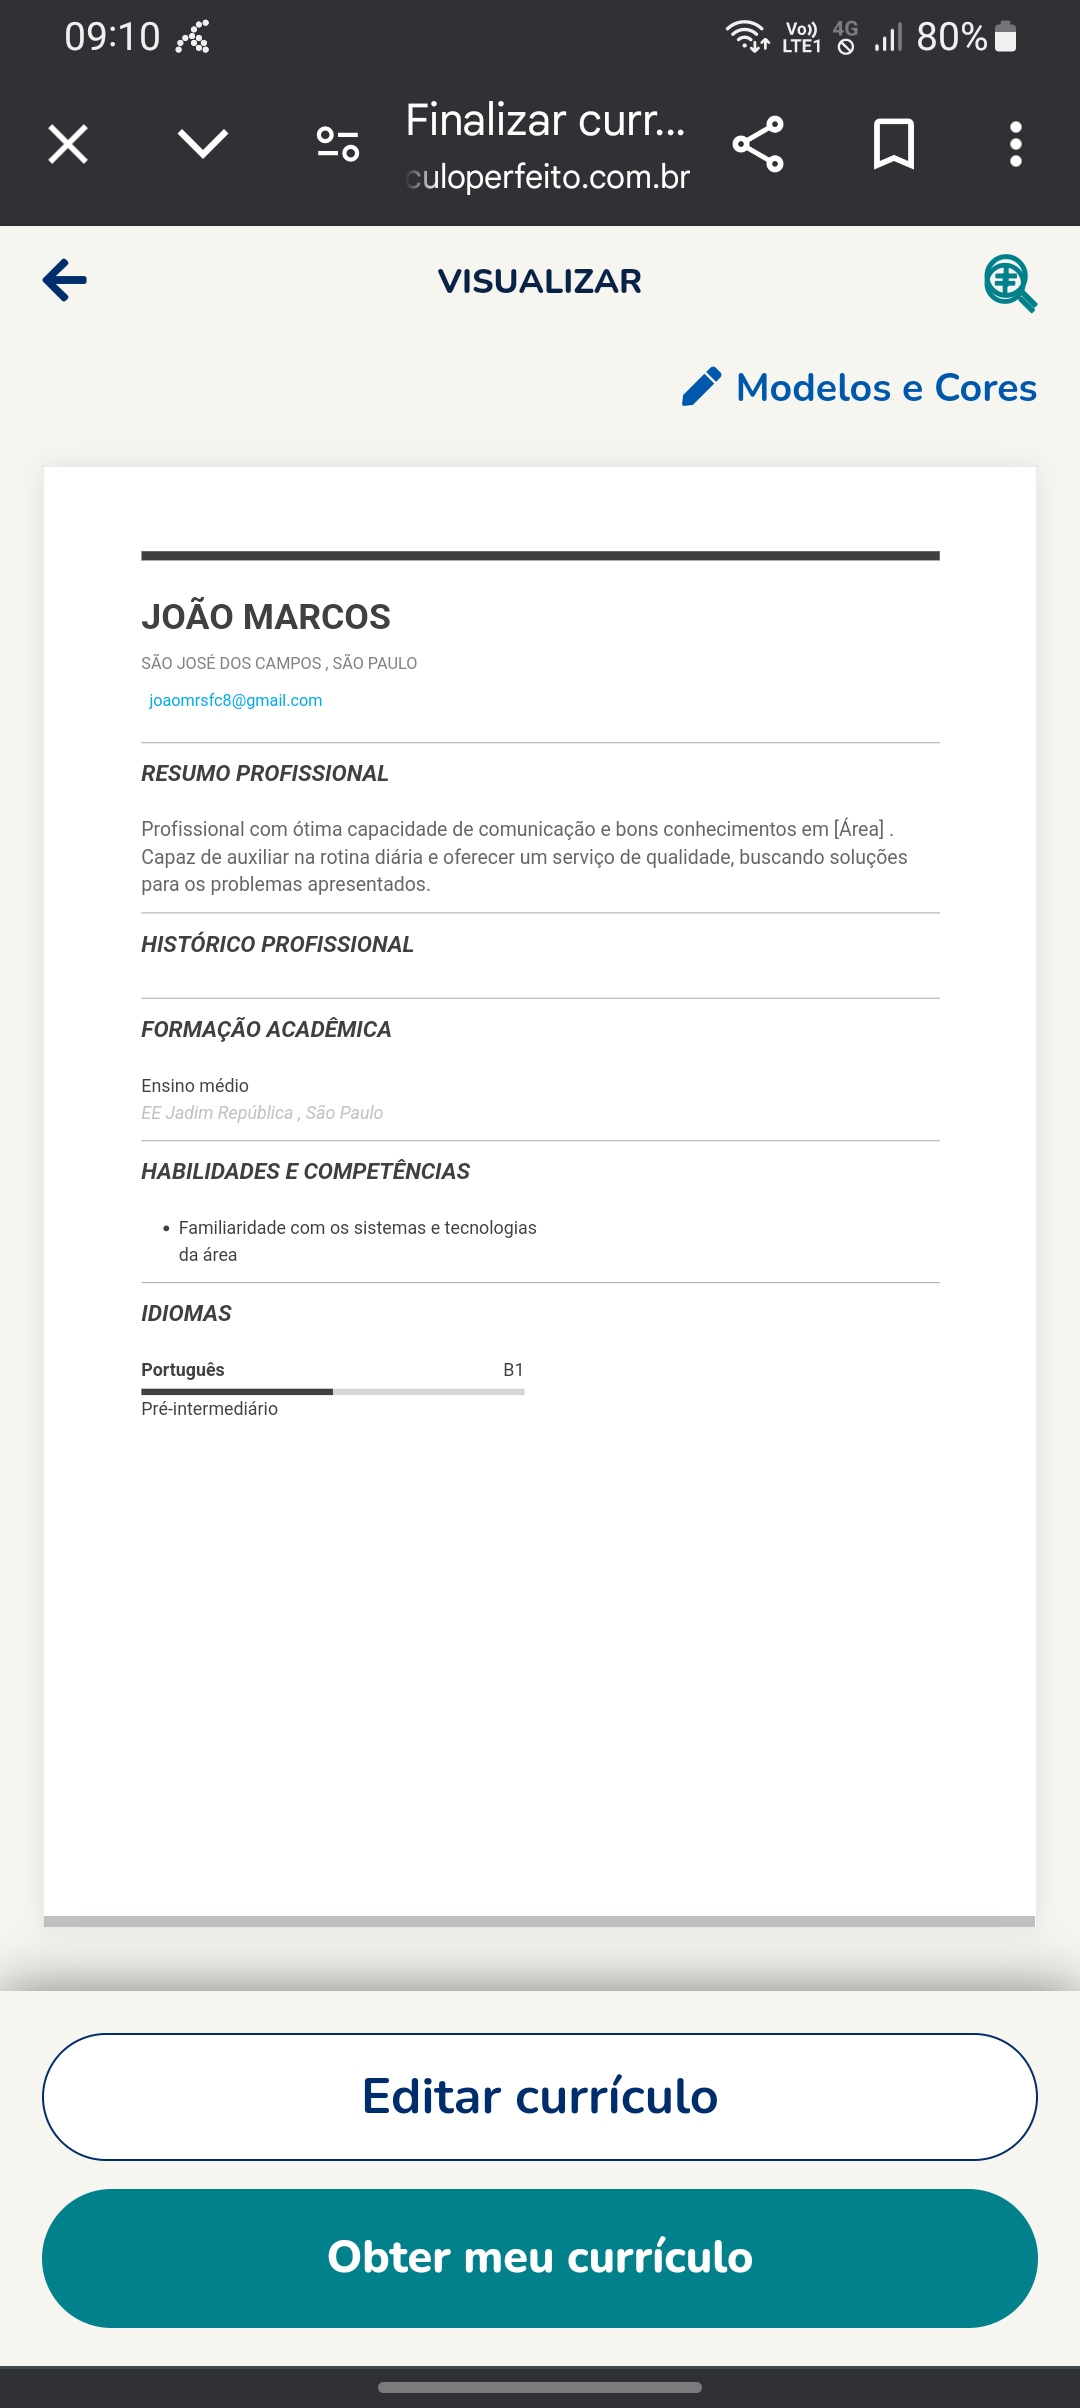 09:10
Vo)) LTE1 4G 80%
Finalizar curr...
culoperfeito.com.br
VISUALIZAR
Modelos e Cores
JOÃO MARCOS
SÃO JOSÉ DOS CAMPOS , SÃO PAULO
joaomrsfc8@gmail.com
RESUMO PROFISSIONAL
Profissional com ótima capacidade de comunicação e bons conhecimentos em [Área] .
Capaz de auxiliar na rotina diária e oferecer um serviço de qualidade, buscando soluções
para os problemas apresentados.
HISTÓRICO PROFISSIONAL
FORMAÇÃO ACADÊMICA
Ensino médio
EE Jadim República , São Paulo
HABILIDADES E COMPETÊNCIAS
• Familiaridade com os sistemas e tecnologias
da área
IDIOMAS
Português B1
Pré-intermediário
Editar currículo
Obter meu currículo